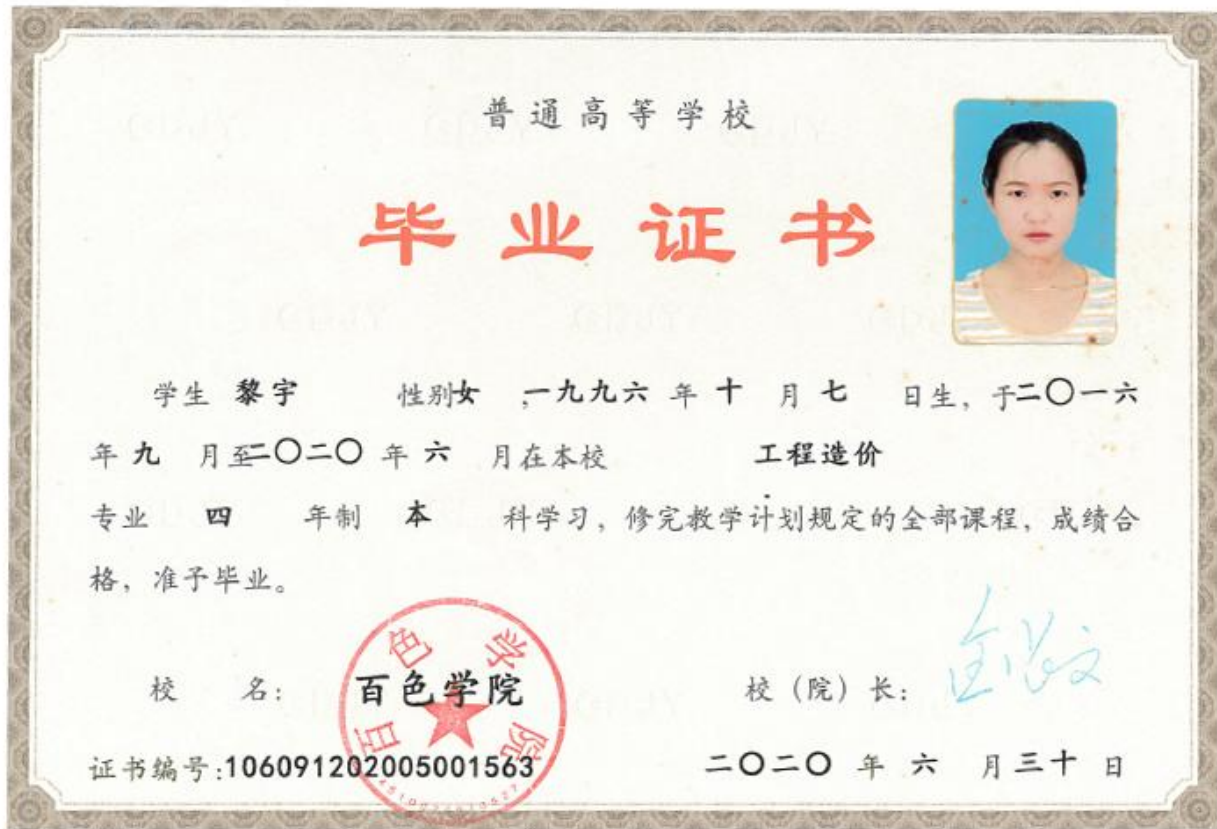 普通高等学校
毕业证书
学生 黎宇 性别女 ,一九九六 年 十 月 七 日生, 于二〇一六
年 九 月至二〇二〇 年 六 月在本校 工程造价
专业 四 年制 本 科学习, 修完教学计划规定的全部课程, 成绩合
格, 准予毕业。
校 名: 百色学院 校 (院) 长:
百色学院
证书编号:106091202005001563 二〇二〇 年 六 月 三十 日